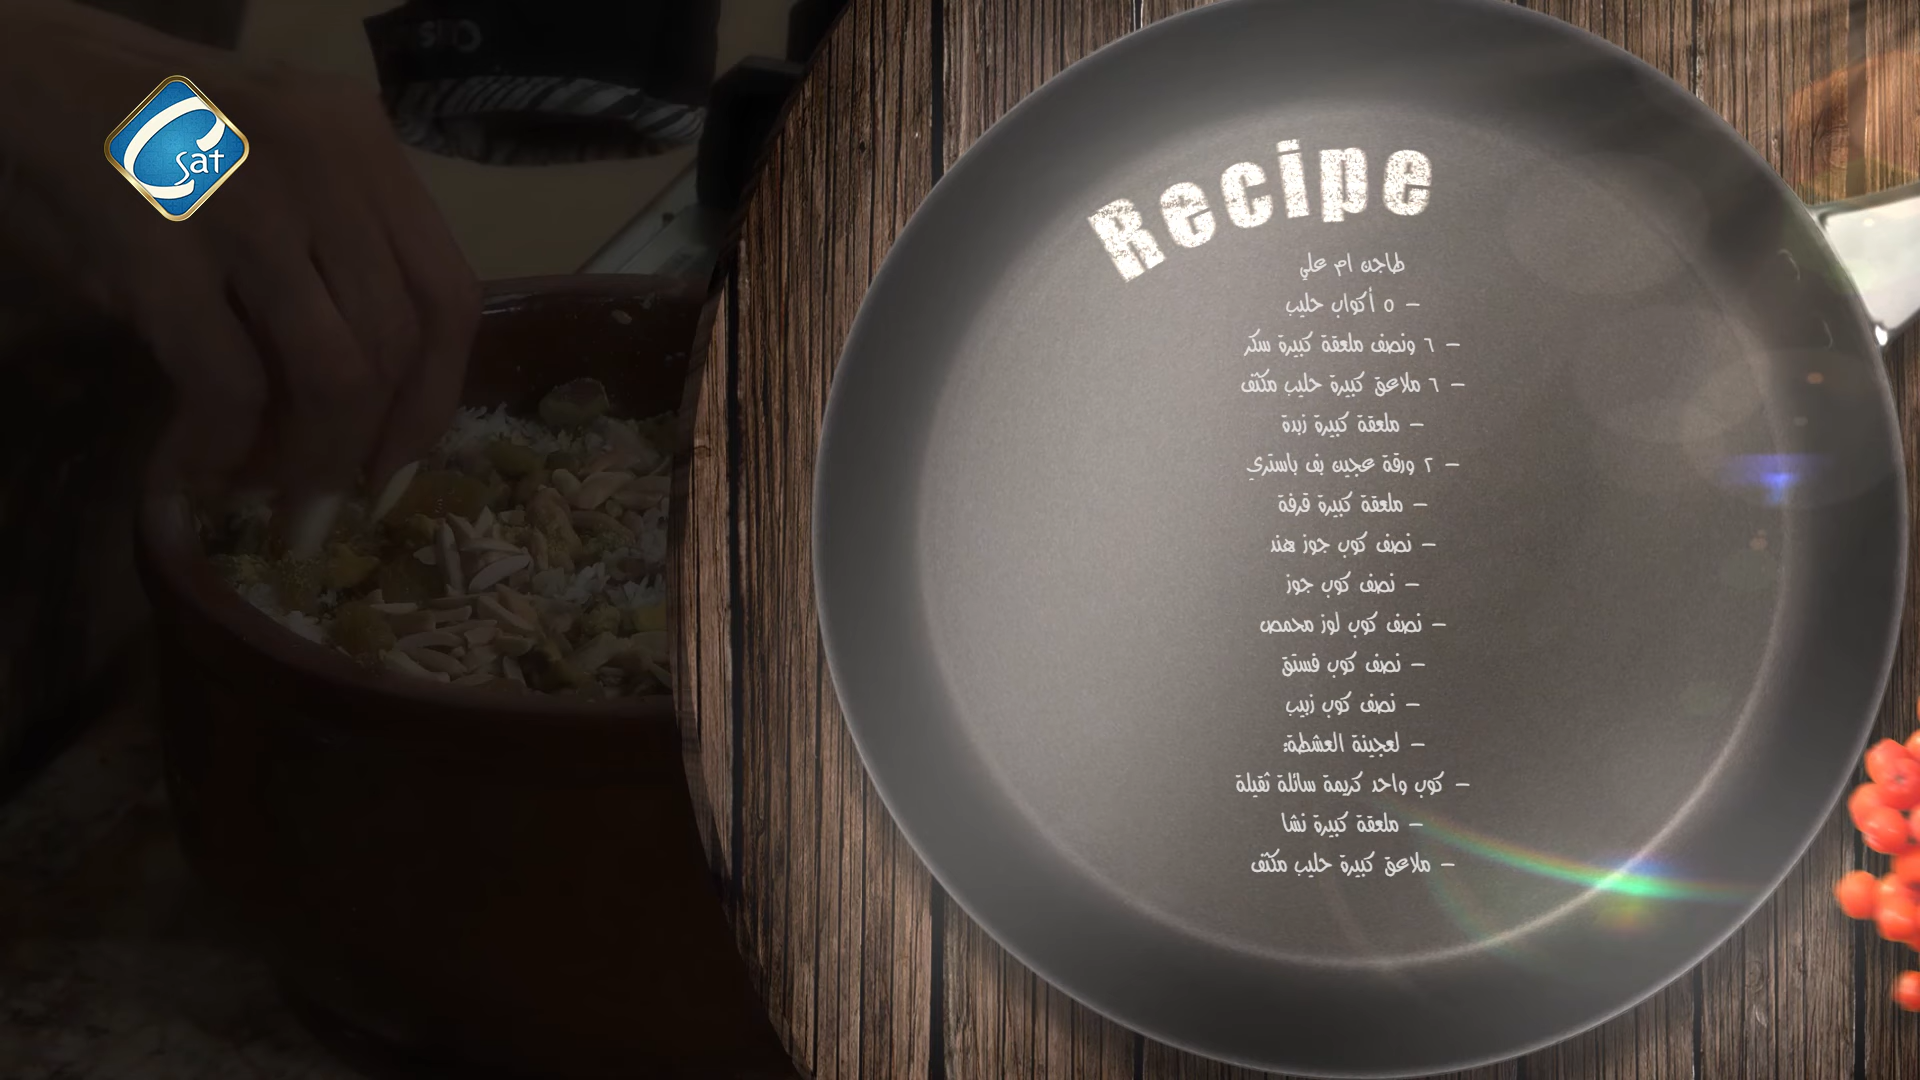 C sat
Recipe
طاجن ام علي
– ٥ أكواب حليب
– ٦ ونصف ملعقة كبيرة سكر
– ٦ ملاعق كبيرة حليب مكثف
– ملعقة كبيرة زبدة
– ٢ ورقة عجين بف باستري
– ملعقة كبيرة قرفة
– نصف كوب جوز هند
– نصف كوب جوز
– نصف كوب لوز محمص
– نصف كوب فستق
– نصف كوب زبيب
– لعجينة العشطة:
– كوب واحد كريمة سائلة ثقيلة
– ملعقة كبيرة نشا
– ملاعق كبيرة حليب مكثف